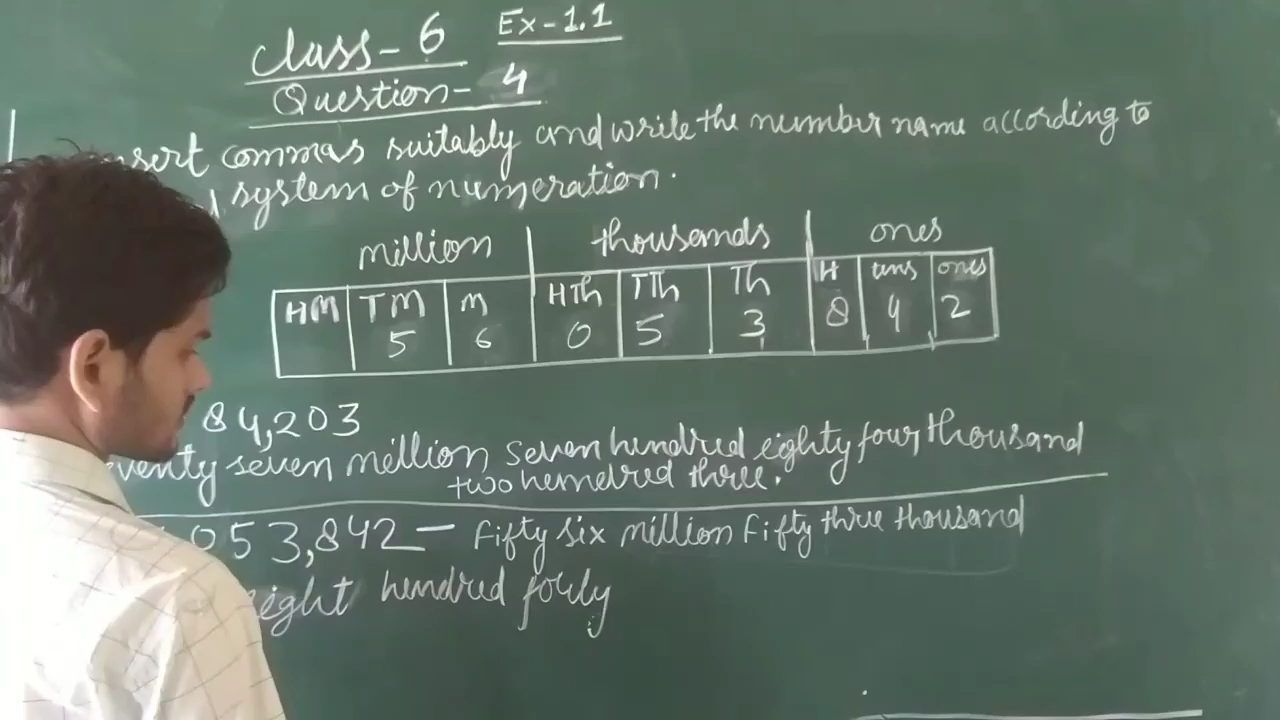 Class-6 Ex-1.1
Question- 4
nsert commas suitably and write the number name according to
l system of numeration.
million thousands ones
HM TM M HTh TTh Th H tens ones
5 6 0 5 3 8 4 2
84,203
eventy seven million seven hundred eighty four thousand
two hundred three.
053,842 — fifty six million fifty three thousand
eight hundred forty